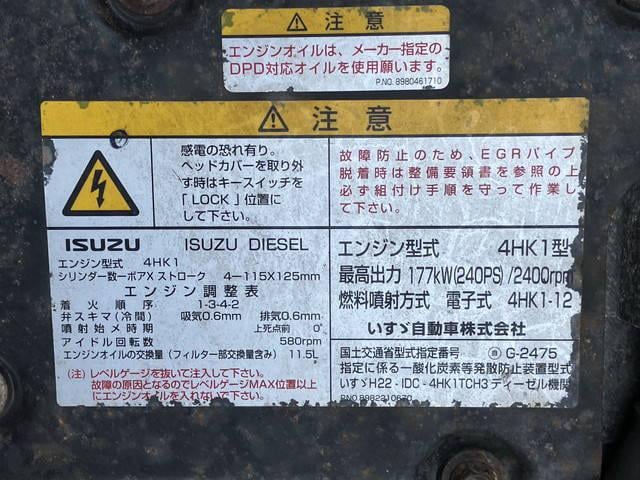 ⚠ 注意
エンジンオイルは、メーカー指定の
DPD対応オイルを使用願います。
P.NO. 8980461710
⚠ 注意
感電の恐れ有り。
ヘッドカバーを取り外
す時はキースイッチを
「LOCK」位置に
して下さい。
故障防止のため、EGRパイプ
脱着時は整備要領書を参照の上
必ず組付け手順を守って作業し
て下さい。
ISUZU ISUZU DIESEL
エンジン型式 4HK1
シリンダー数ーボアXストローク 4ー115X125mm
エンジン調整表
着火順序 1-3-4-2
弁スキマ(冷間) 吸気0.6mm 排気0.6mm
噴射始メ時期 上死点前 0°
アイドル回転数 580rpm
エンジンオイルの交換量(フィルター部交換量含み) 11.5L
(注)レベルゲージを抜いて注入して下さい。
故障の原因となるのでレベルゲージMAX位置以上
にエンジンオイルを入れないで下さい。
エンジン型式 4HK1型
最高出力 177kW(240PS)/2400rpm
燃料噴射方式 電子式 4HK1-12
いすゞ自動車株式会社
国土交通省型式指定番号 G-2475
指定に係る一酸化炭素等発散防止装置型式
いすゞH22-IDC-4HK1TCH3ディーゼル機関